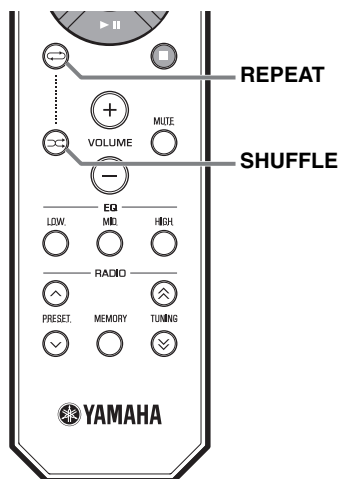 REPEAT
SHUFFLE
VOLUME
MUTE
EQ
LOW
MID
HIGH
RADIO
PRESET
MEMORY
TUNING
YAMAHA